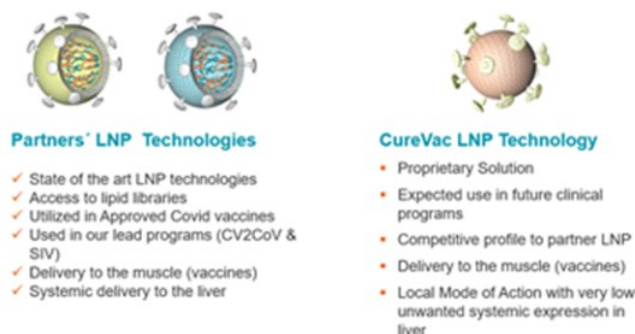 Partners´ LNP Technologies
State of the art LNP technologies
Access to lipid libraries
Utilized in Approved Covid vaccines
Used in our lead programs (CV2CoV &
SIV)
Delivery to the muscle (vaccines)
Systemic delivery to the liver
CureVac LNP Technology
Proprietary Solution
Expected use in future clinical
programs
Competitive profile to partner LNP
Delivery to the muscle (vaccines)
Local Mode of Action with very low
unwanted systemic expression in
liver